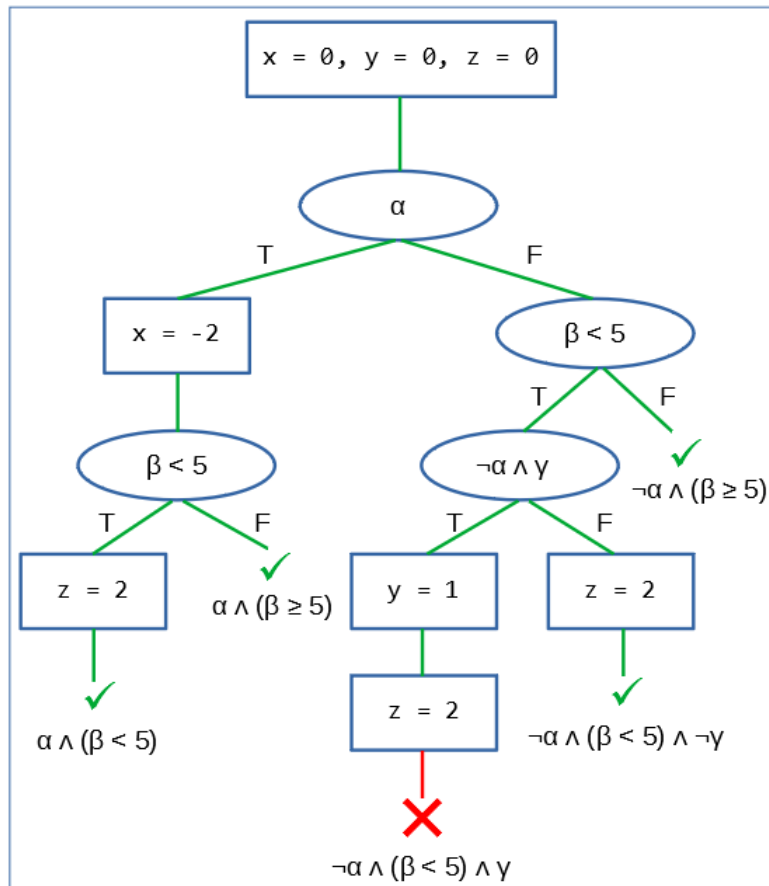 x = 0, y = 0, z = 0
α
T
F
x = -2
β < 5
T
F
β < 5
¬α ∧ γ
¬α ∧ (β ≥ 5)
T
F
T
F
z = 2
α ∧ (β ≥ 5)
y = 1
z = 2
α ∧ (β < 5)
z = 2
¬α ∧ (β < 5) ∧ ¬γ
¬α ∧ (β < 5) ∧ γ